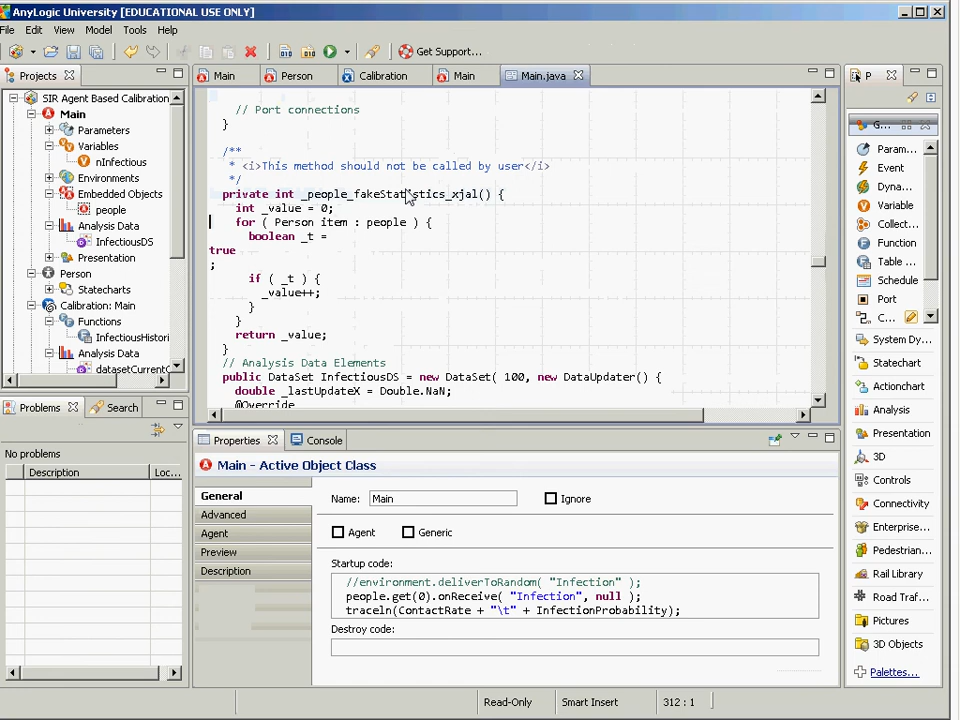 AnyLogic University [EDUCATIONAL USE ONLY]
File Edit View Model Tools Help
Get Support...
Projects
SIR Agent Based Calibration
Main
Parameters
Variables
nInfectious
Environments
Embedded Objects
people
Analysis Data
InfectiousDS
Presentation
Person
Statecharts
Calibration: Main
Functions
InfectiousHistori
Analysis Data
datasetCurrentO
Main Person Calibration Main Main.java
// Port connections
}
/**
* <i>This method should not be called by user</i>
*/
private int _people_fakeStatistics_xjal() {
int _value = 0;
for ( Person item : people ) {
boolean _t =
true
;
if ( _t ) {
_value++;
}
}
return _value;
}
// Analysis Data Elements
public DataSet InfectiousDS = new DataSet( 100, new DataUpdater() {
double _lastUpdateX = Double.NaN;
@Override
P
G...
Param...
Event
Dyna...
Variable
Collec...
Function
Table ...
Schedule
Port
C...
System Dy...
Statechart
Actionchart
Analysis
Presentation
3D
Controls
Connectivity
Enterprise...
Pedestrian...
Rail Library
Road Traf...
Pictures
3D Objects
Palettes...
Problems Search
No problems
Description Loc...
Properties Console
Main - Active Object Class
General
Advanced
Agent
Preview
Description
Name: Main Ignore
Agent Generic
Startup code:
//environment.deliverToRandom( "Infection" );
people.get(0).onReceive( "Infection", null );
traceln(ContactRate + "\t" + InfectionProbability);
Destroy code:
Read-Only Smart Insert 312 : 1